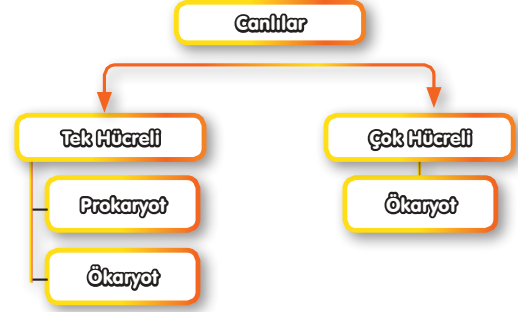 Canlılar
Tek Hücreli
Çok Hücreli
Prokaryot
Ökaryot
Ökaryot